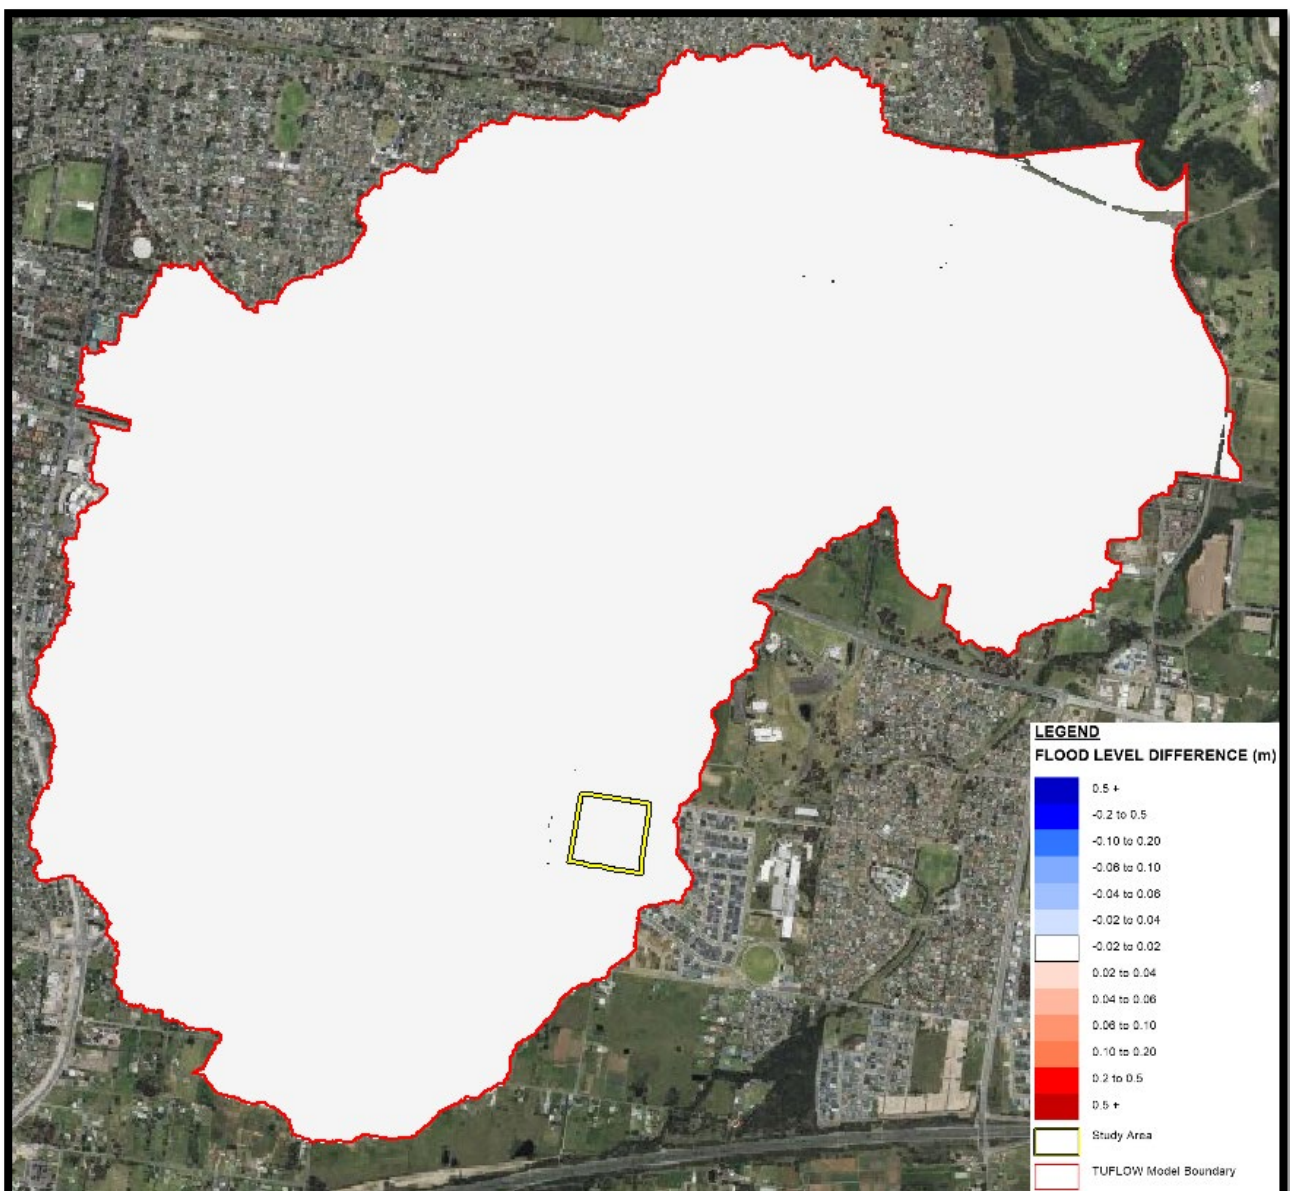 LEGEND
FLOOD LEVEL DIFFERENCE (m)
0.5 +
-0.2 to 0.5
-0.10 to 0.20
-0.06 to 0.10
-0.04 to 0.06
-0.02 to 0.04
-0.02 to 0.02
0.02 to 0.04
0.04 to 0.06
0.06 to 0.10
0.10 to 0.20
0.2 to 0.5
0.5 +
Study Area
TUFLOW Model Boundary